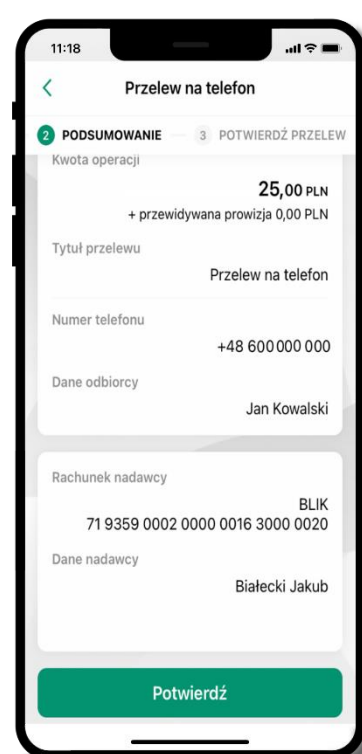 11:18
Przelew na telefon
2 PODSUMOWANIE 3 POTWIERDŹ PRZELEW
Kwota operacji
25,00 PLN
+ przewidywana prowizja 0,00 PLN
Tytuł przelewu
Przelew na telefon
Numer telefonu
+48 600 000 000
Dane odbiorcy
Jan Kowalski
Rachunek nadawcy
BLIK
71 9359 0002 0000 0016 3000 0020
Dane nadawcy
Białecki Jakub
Potwierdź